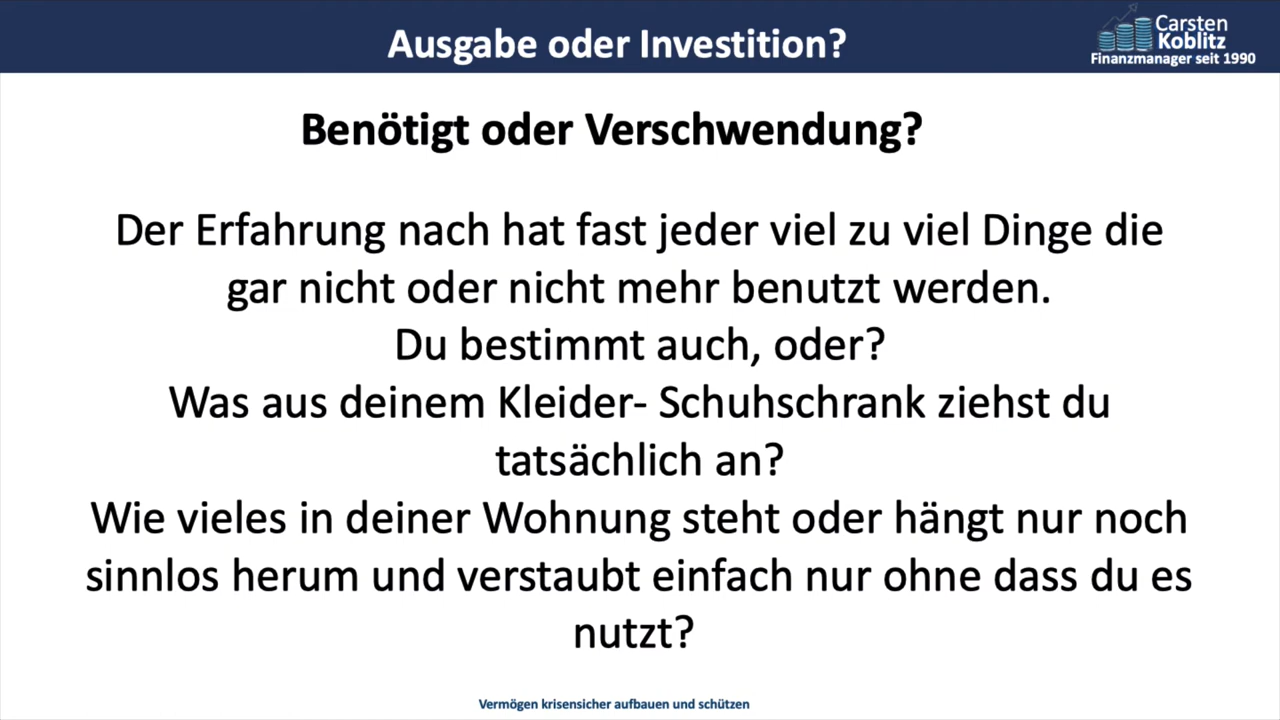 Ausgabe oder Investition?
Carsten
Koblitz
Finanzmanager seit 1990
Benötigt oder Verschwendung?
Der Erfahrung nach hat fast jeder viel zu viel Dinge die
gar nicht oder nicht mehr benutzt werden.
Du bestimmt auch, oder?
Was aus deinem Kleider- Schuhschrank ziehst du
tatsächlich an?
Wie vieles in deiner Wohnung steht oder hängt nur noch
sinnlos herum und verstaubt einfach nur ohne dass du es
nutzt?
Vermögen krisensicher aufbauen und schützen